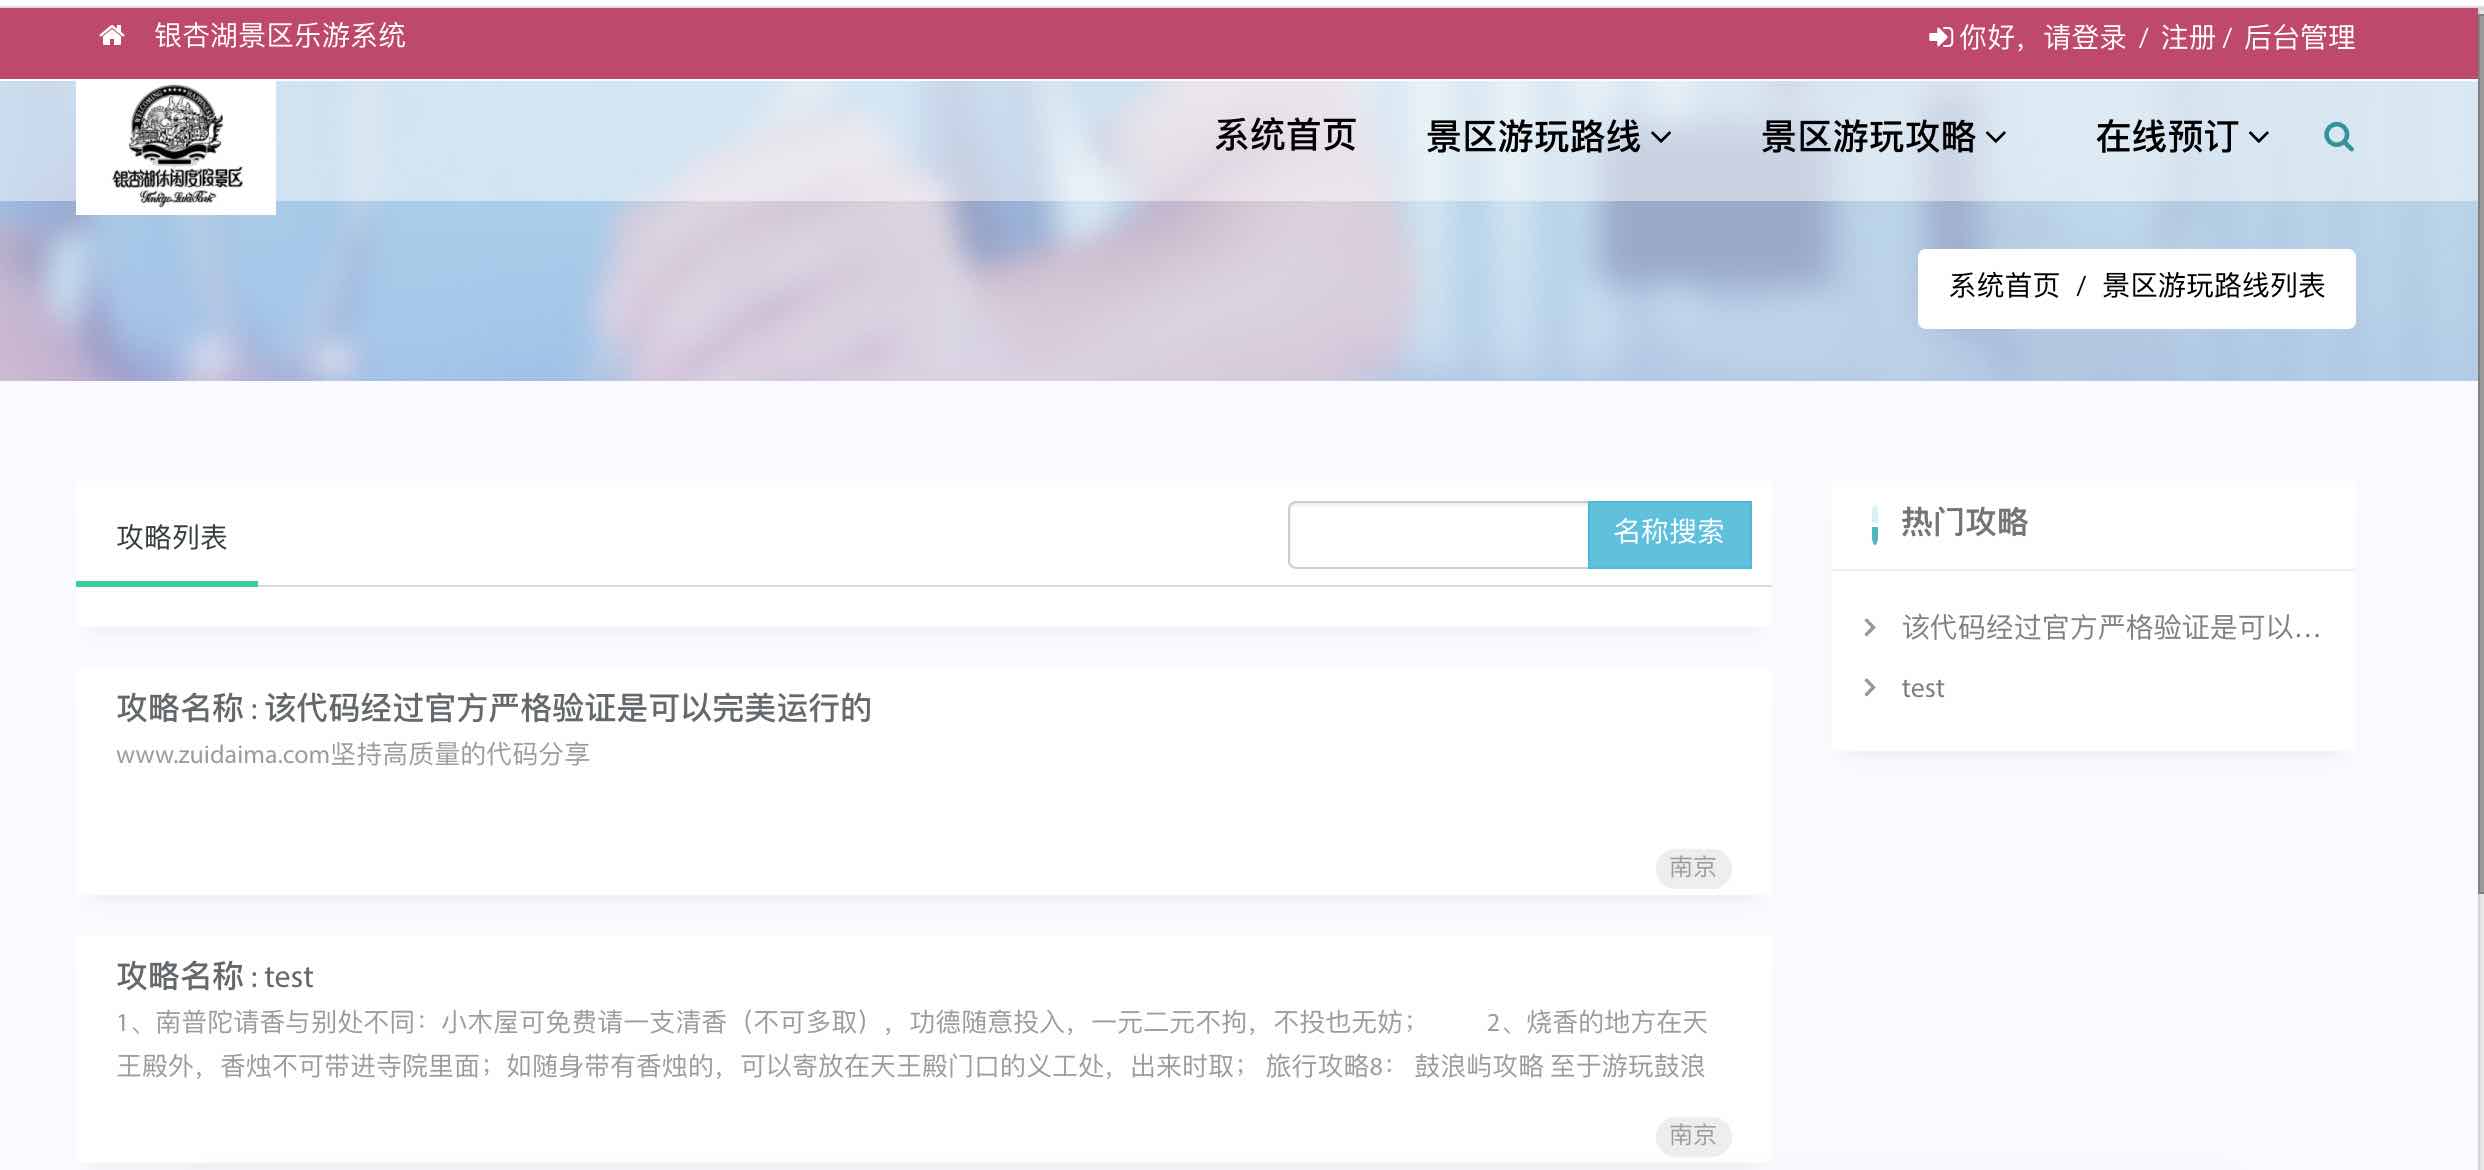 银杏湖景区乐游系统
你好，请登录 / 注册 / 后台管理
银杏湖休闲度假景区
系统首页 景区游玩路线 景区游玩攻略 在线预订
系统首页 / 景区游玩路线列表
攻略列表
名称搜索
热门攻略
该代码经过官方严格验证是可以...
test
攻略名称 : 该代码经过官方严格验证是可以完美运行的
www.zuidaima.com坚持高质量的代码分享
南京
攻略名称 : test
1、南普陀请香与别处不同：小木屋可免费请一支清香（不可多取），功德随意投入，一元二元不拘，不投也无妨； 2、烧香的地方在天
王殿外，香烛不可带进寺院里面；如随身带有香烛的，可以寄放在天王殿门口的义工处，出来时取； 旅行攻略8： 鼓浪屿攻略 至于游玩鼓浪
南京